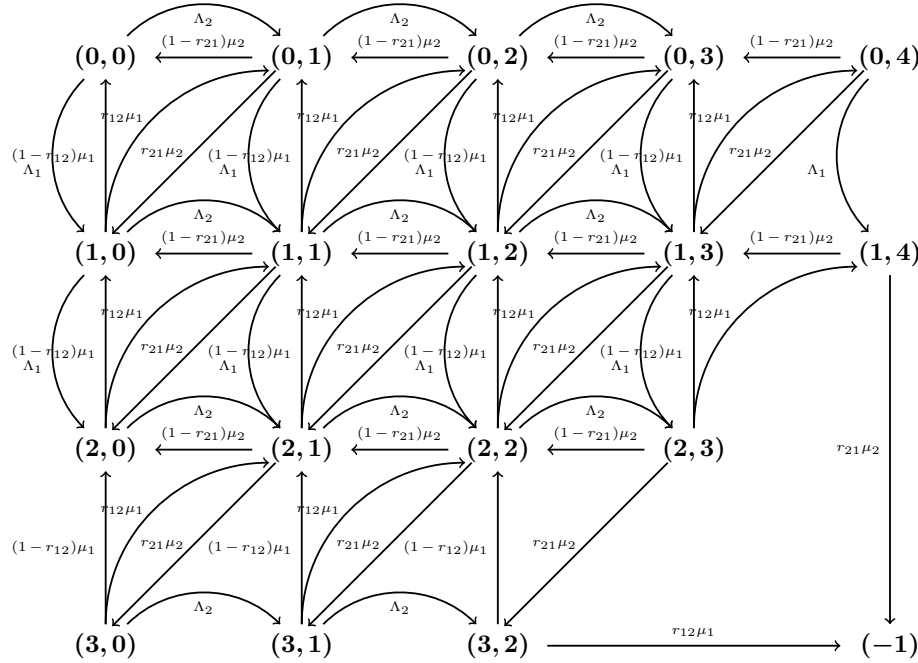 Λ₂ Λ₂ Λ₂
(1−r₂₁)μ₂ (1−r₂₁)μ₂ (1−r₂₁)μ₂ (1−r₂₁)μ₂
(0, 0) (0, 1) (0, 2) (0, 3) (0, 4)
r₁₂μ₁ r₁₂μ₁ r₁₂μ₁ r₁₂μ₁
(1−r₁₂)μ₁ r₂₁μ₂ (1−r₁₂)μ₁ r₂₁μ₂ (1−r₁₂)μ₁ r₂₁μ₂ (1−r₁₂)μ₁ r₂₁μ₂
Λ₁ Λ₁ Λ₁ Λ₁ Λ₁
Λ₂ Λ₂ Λ₂
(1−r₂₁)μ₂ (1−r₂₁)μ₂ (1−r₂₁)μ₂ (1−r₂₁)μ₂
(1, 0) (1, 1) (1, 2) (1, 3) (1, 4)
r₁₂μ₁ r₁₂μ₁ r₁₂μ₁ r₁₂μ₁
(1−r₁₂)μ₁ r₂₁μ₂ (1−r₁₂)μ₁ r₂₁μ₂ (1−r₁₂)μ₁ r₂₁μ₂ (1−r₁₂)μ₁
Λ₁ Λ₁ Λ₁ Λ₁
Λ₂ Λ₂ Λ₂
(1−r₂₁)μ₂ (1−r₂₁)μ₂ (1−r₂₁)μ₂
(2, 0) (2, 1) (2, 2) (2, 3) r₂₁μ₂
r₁₂μ₁ r₁₂μ₁
(1−r₁₂)μ₁ r₂₁μ₂ (1−r₁₂)μ₁ r₂₁μ₂ (1−r₁₂)μ₁ r₂₁μ₂
Λ₂ Λ₂ r₁₂μ₁
(3, 0) (3, 1) (3, 2) (−1)